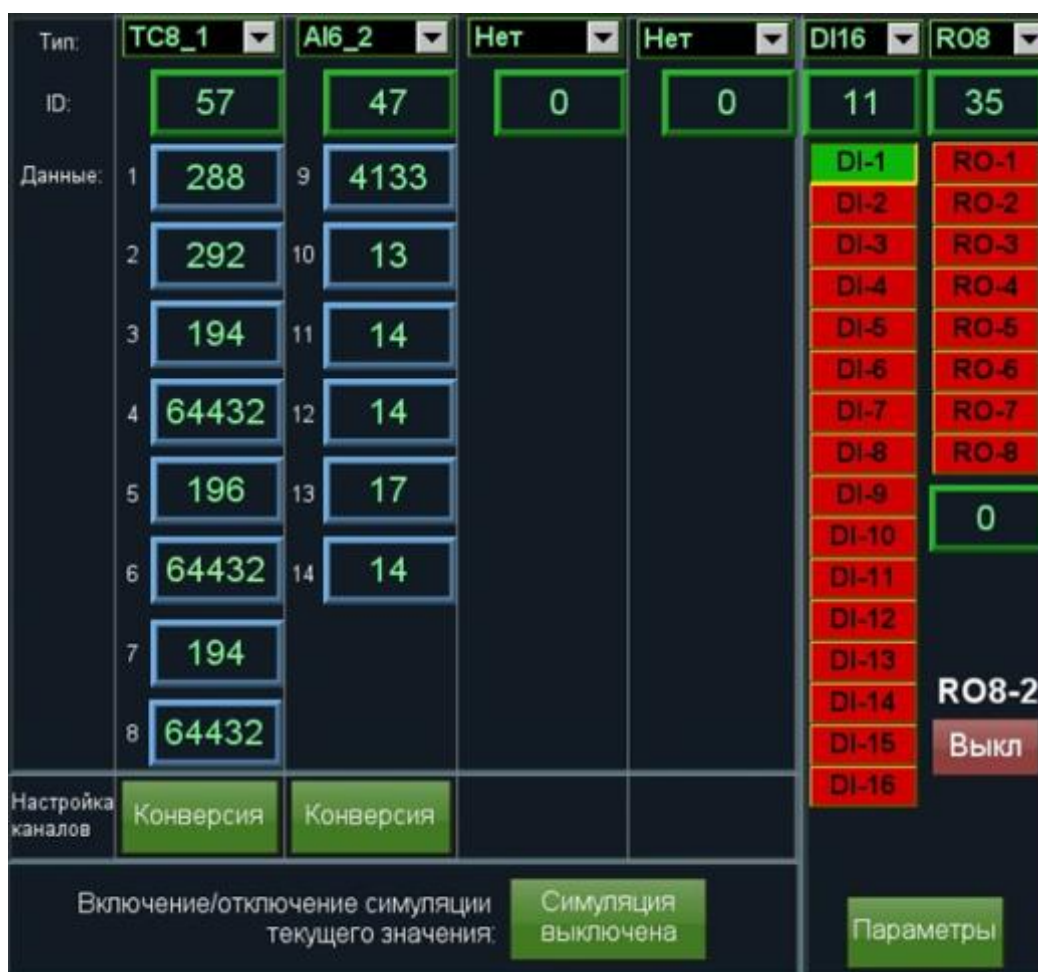 Тип: TC8_1 AI6_2 Нет Нет DI16 RO8
ID: 57 47 0 0 11 35
Данные: 1 288 9 4133 DI-1 RO-1
DI-2 RO-2
2 292 10 13 DI-3 RO-3
DI-4 RO-4
3 194 11 14 DI-5 RO-5
DI-6 RO-6
4 64432 12 14 DI-7 RO-7
DI-8 RO-8
5 196 13 17 DI-9 0
DI-10
6 64432 14 14 DI-11
DI-12
7 194 DI-13
DI-14 RO8-2
8 64432 DI-15 Выкл
DI-16
Настройка
каналов
Конверсия Конверсия
Включение/отключение симуляции
текущего значения:
Симуляция
выключена
Параметры